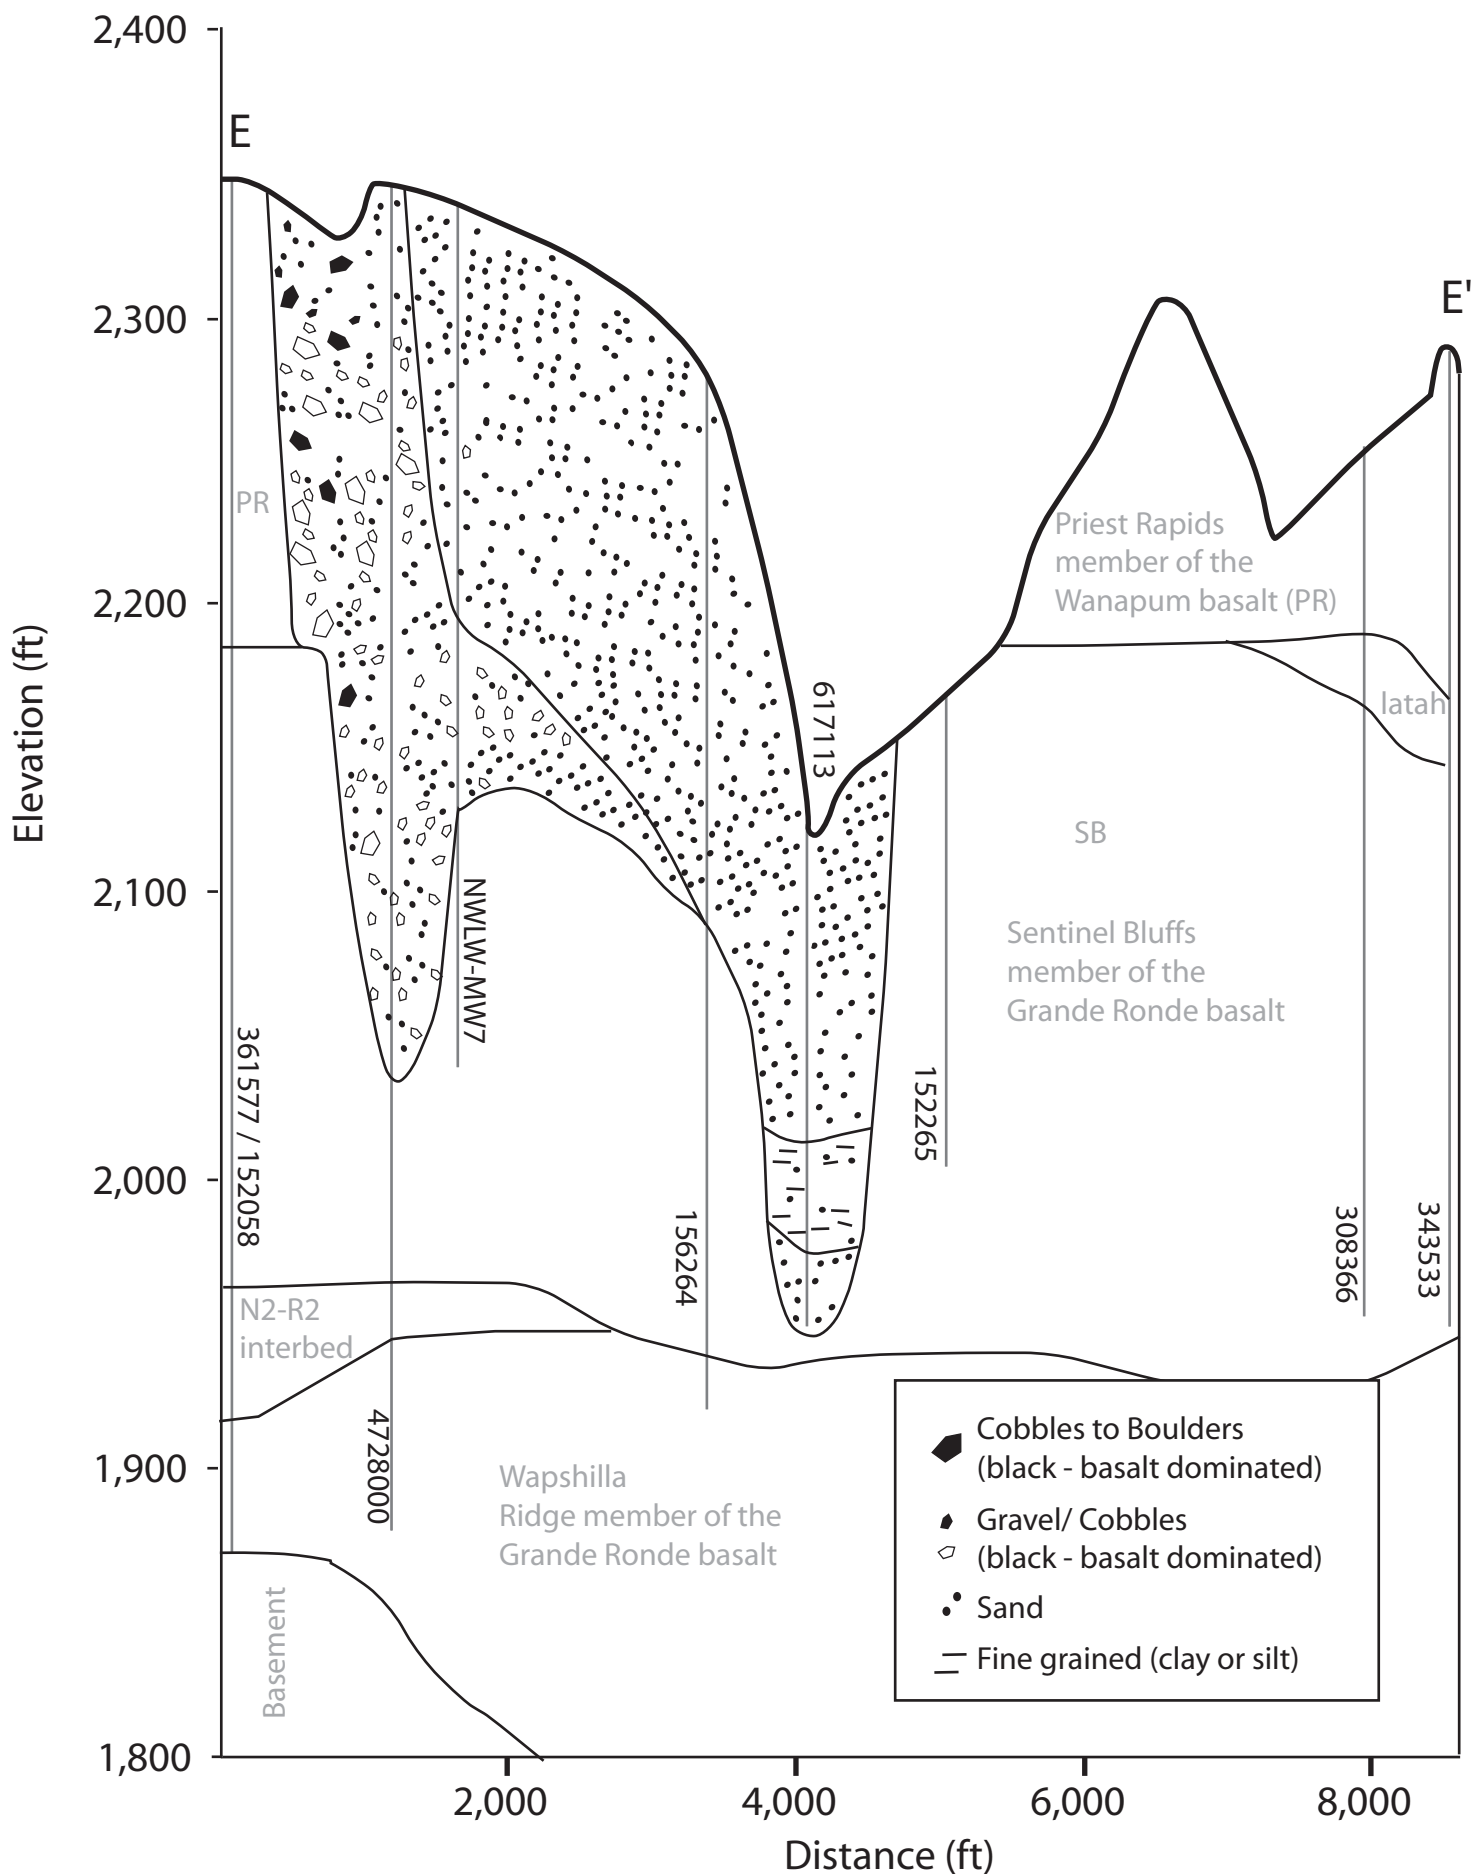 2,400
E
2,300
E'
PR
Priest Rapids
member of the
Wanapum basalt (PR)
2,200
Elevation (ft)
617113
latah
SB
2,100
NWLW-MW7
Sentinel Bluffs
member of the
Grande Ronde basalt
361577 / 152058
152265
2,000
156264
308366
343533
N2-R2
interbed
4728000
1,900
Wapshilla
Ridge member of the
Grande Ronde basalt
Cobbles to Boulders
(black - basalt dominated)
Gravel/ Cobbles
(black - basalt dominated)
Sand
Fine grained (clay or silt)
Basement
1,800
2,000
4,000
6,000
8,000
Distance (ft)